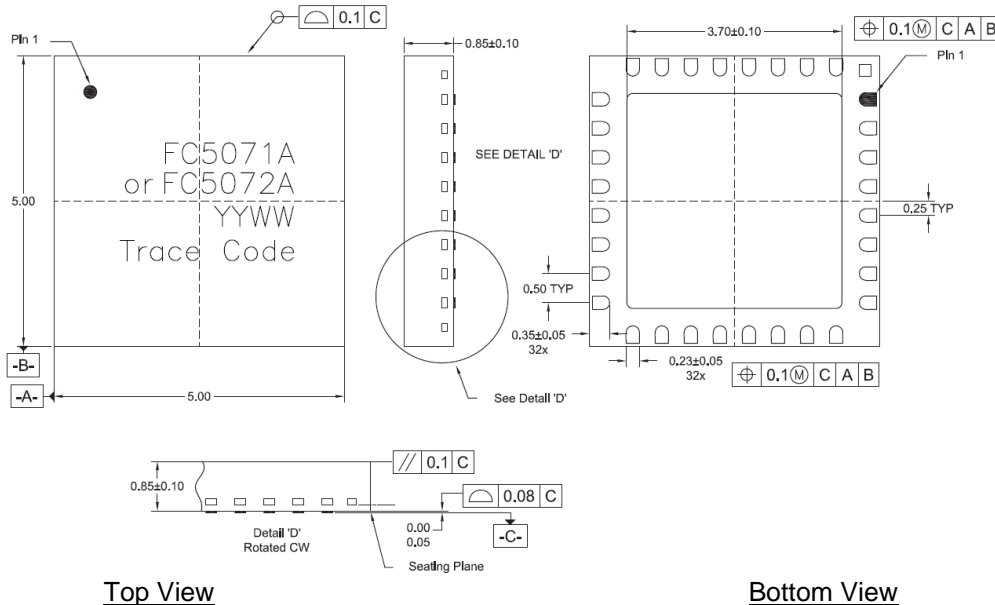 0.1 C
Pin 1
FC5071A
or FC5072A
YYWW
Trace Code
5.00
-B-
-A-
5.00
0.85±0.10
SEE DETAIL 'D'
See Detail 'D'
3.70±0.10
0.1 Ⓜ C A B
Pin 1
0.25 TYP
0.50 TYP
0.35±0.05
32x
0.23±0.05
32x
0.1 Ⓜ C A B
0.85±0.10
// 0.1 C
0.08 C
0.00
0.05
-C-
Detail 'D'
Rotated CW
Seating Plane
Top View
Bottom View